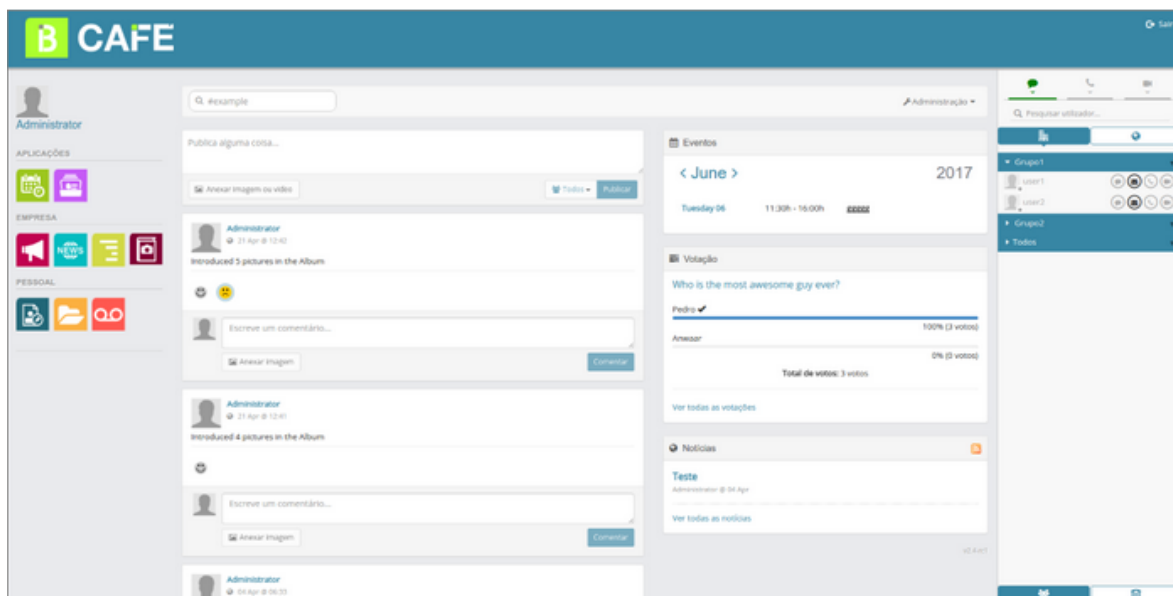 B CAFE
Sair
Administrator
APLICAÇÕES
EMPRESA
NEWS
PESSOAL
#example
Administração
Publica alguma coisa...
Anexar imagem ou video
Todos
Publicar
Administrator
21 Apr @ 12:42
Introduced 5 pictures in the Album
Escreve um comentário...
Anexar imagem
Comentar
Administrator
21 Apr @ 12:41
Introduced 4 pictures in the Album
Escreve um comentário...
Anexar imagem
Comentar
Administrator
04 Apr @ 06:33
Eventos
< June >
2017
Tuesday 06 11:30h - 16:00h
Votação
Who is the most awesome guy ever?
Pedro
100% (3 votos)
0% (0 votos)
Total de votos: 3 votos
Ver todas as votações
Notícias
Teste
Administrator @ 04 Apr
Ver todas as notícias
Pesquisar utilizador...
Grupo1
user1
user2
Grupo2
Todos